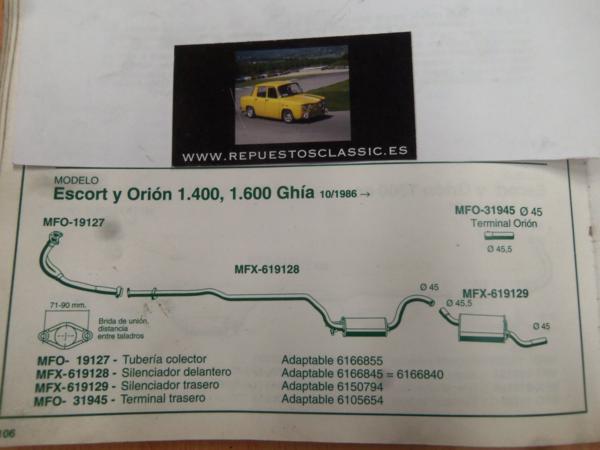 WWW.REPUESTOSCLASSIC.ES
MODELO
Escort y Orión 1.400, 1.600 Ghía 10/1986 →
MFO-19127
MFO-31945 Ø 45
Terminal Orión
Ø 45,5
MFX-619128
Ø 45
MFX-619129
Ø 45,5
Ø 45
71-90 mm.
Brida de unión,
distancia
entre taladros
MFO- 19127 - Tubería colector Adaptable 6166855
MFX-619128 - Silenciador delantero Adaptable 6166845 = 6166840
MFX-619129 - Silenciador trasero Adaptable 6150794
MFO- 31945 - Terminal trasero Adaptable 6105654
106